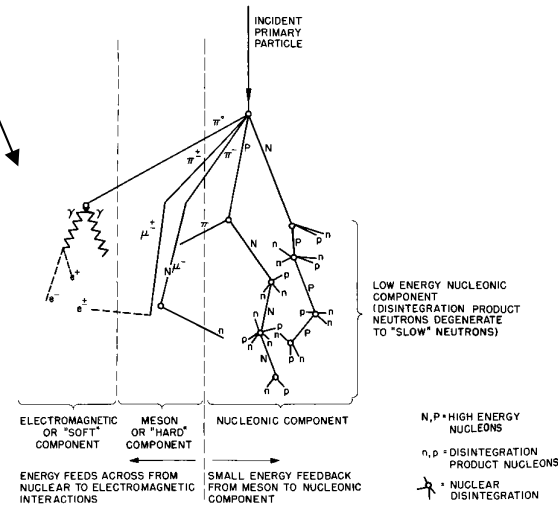 INCIDENT
PRIMARY
PARTICLE
π°
π±
π-
P
N
γ
γ
π
μ±
μ-
N
N
P
P
N
P
N
P
n
n
n
p
n
p
e+
e-
e±
LOW ENERGY NUCLEONIC
COMPONENT
(DISINTEGRATION PRODUCT
NEUTRONS DEGENERATE
TO "SLOW" NEUTRONS)
ELECTROMAGNETIC
OR "SOFT"
COMPONENT
MESON
OR "HARD"
COMPONENT
NUCLEONIC COMPONENT
ENERGY FEEDS ACROSS FROM
NUCLEAR TO ELECTROMAGNETIC
INTERACTIONS
SMALL ENERGY FEEDBACK
FROM MESON TO NUCLEONIC
COMPONENT
N,P = HIGH ENERGY
NUCLEONS
n,p = DISINTEGRATION
PRODUCT NUCLEONS
= NUCLEAR
DISINTEGRATION